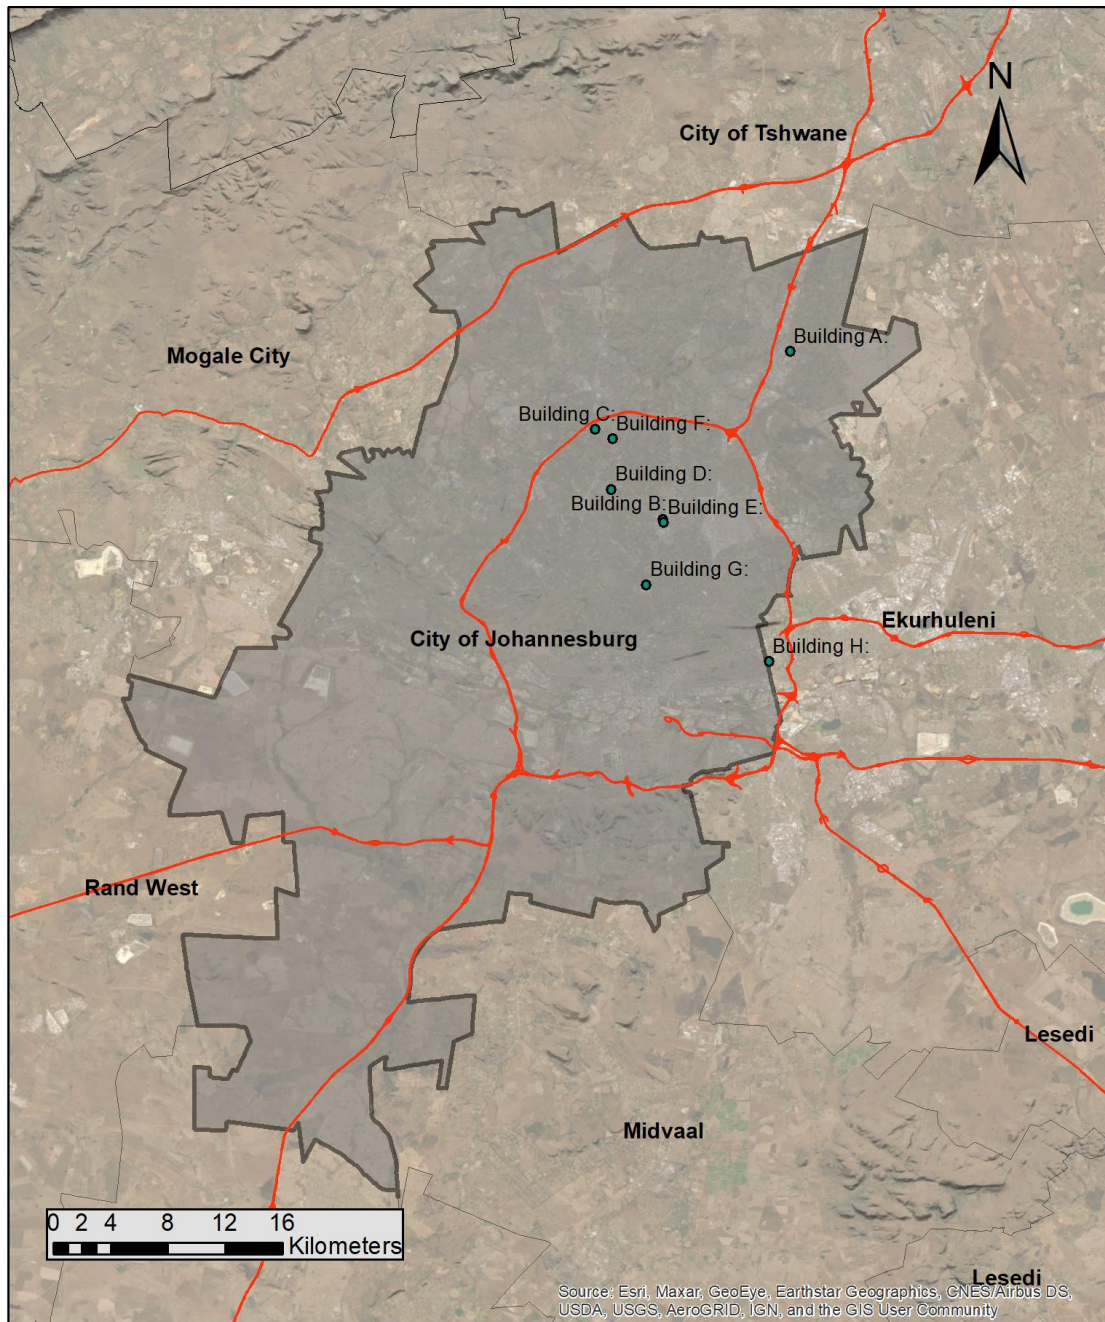 N
City of Tshwane
Building A:
Mogale City
Building C:
Building F:
Building D:
Building B:
Building E:
Building G:
Ekurhuleni
City of Johannesburg
Building H:
Rand West
Lesedi
Midvaal
0 2 4 8 12 16
Kilometers
Lesedi
Source: Esri, Maxar, GeoEye, Earthstar Geographics, CNES/Airbus DS,
USDA, USGS, AeroGRID, IGN, and the GIS User Community